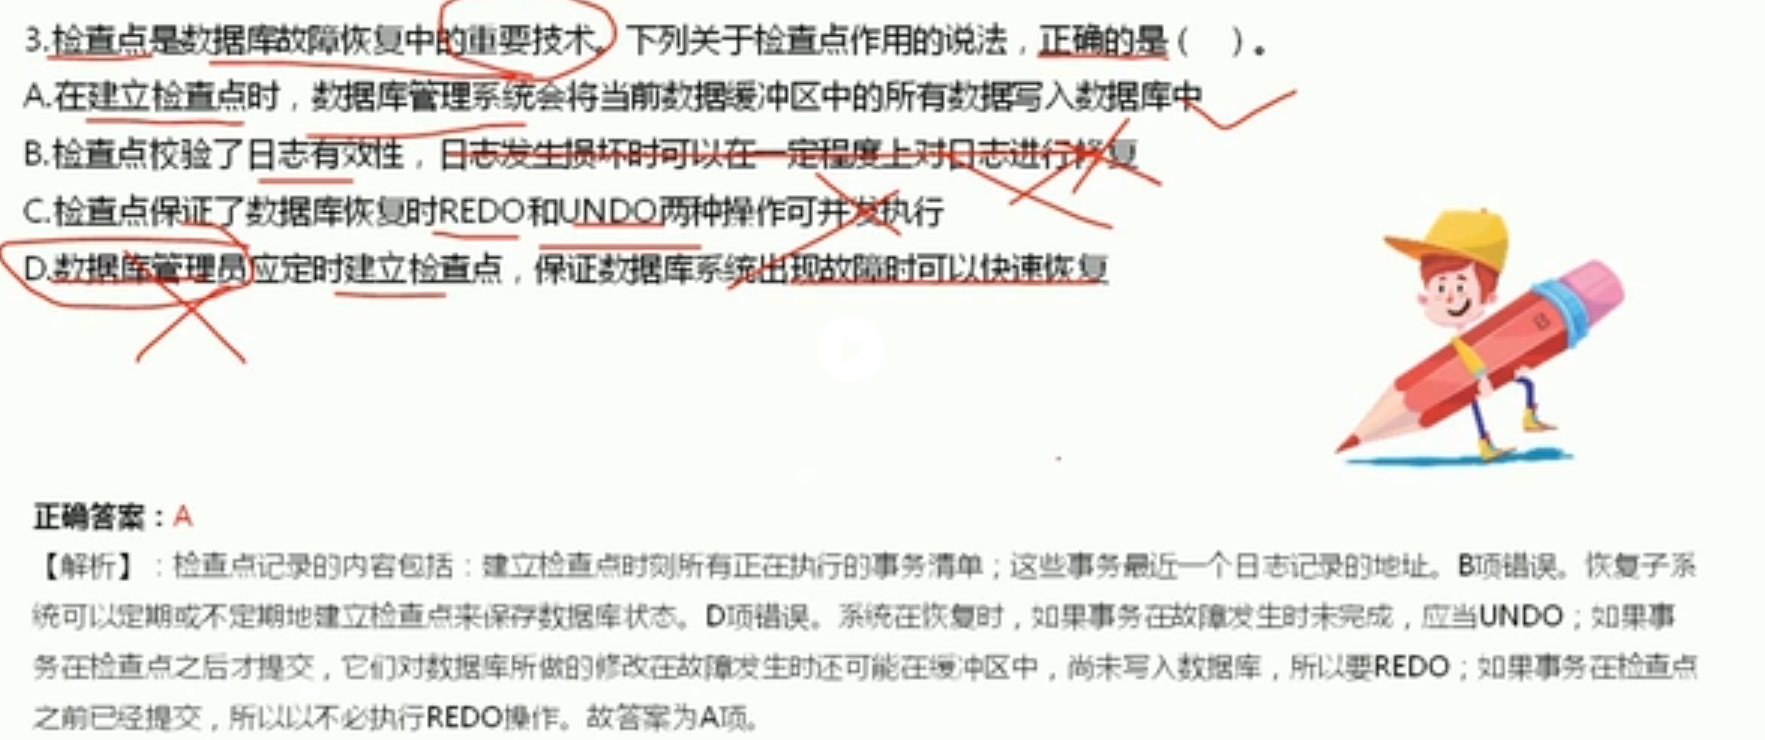 3.检查点是数据库故障恢复中的重要技术。下列关于检查点作用的说法，正确的是（　）。
A.在建立检查点时，数据库管理系统会将当前数据缓冲区中的所有数据写入数据库中
B.检查点校验了日志有效性，日志发生损坏时可以在一定程度上对日志进行修复
C.检查点保证了数据库恢复时REDO和UNDO两种操作可并发执行
D.数据库管理员应定时建立检查点，保证数据库系统出现故障时可以快速恢复
B
正确答案：A
【解析】：检查点记录的内容包括：建立检查点时刻所有正在执行的事务清单；这些事务最近一个日志记录的地址。B项错误。恢复子系
统可以定期或不定期地建立检查点来保存数据库状态。D项错误。系统在恢复时，如果事务在故障发生时未完成，应当UNDO；如果事
务在检查点之后才提交，它们对数据库所做的修改在故障发生时还可能在缓冲区中，尚未写入数据库，所以要REDO；如果事务在检查点
之前已经提交，所以以不必执行REDO操作。故答案为A项。